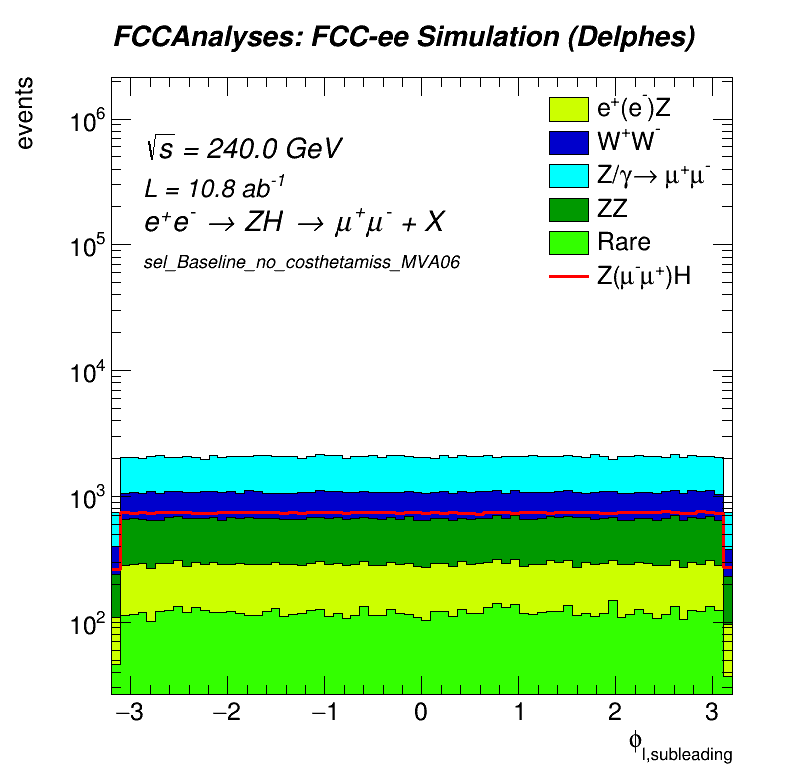 FCCAnalyses: FCC-ee Simulation (Delphes)
events
√s = 240.0 GeV
L = 10.8 ab⁻¹
e⁺e⁻ → ZH → μ⁺μ⁻ + X
sel_Baseline_no_costhetamiss_MVA06
e⁺(e⁻)Z
W⁺W⁻
Z/γ→ μ⁺μ⁻
ZZ
Rare
Z(μ⁻μ⁺)H
10⁶
10⁵
10⁴
10³
10²
−3 −2 −1 0 1 2 3
ϕ_l,subleading